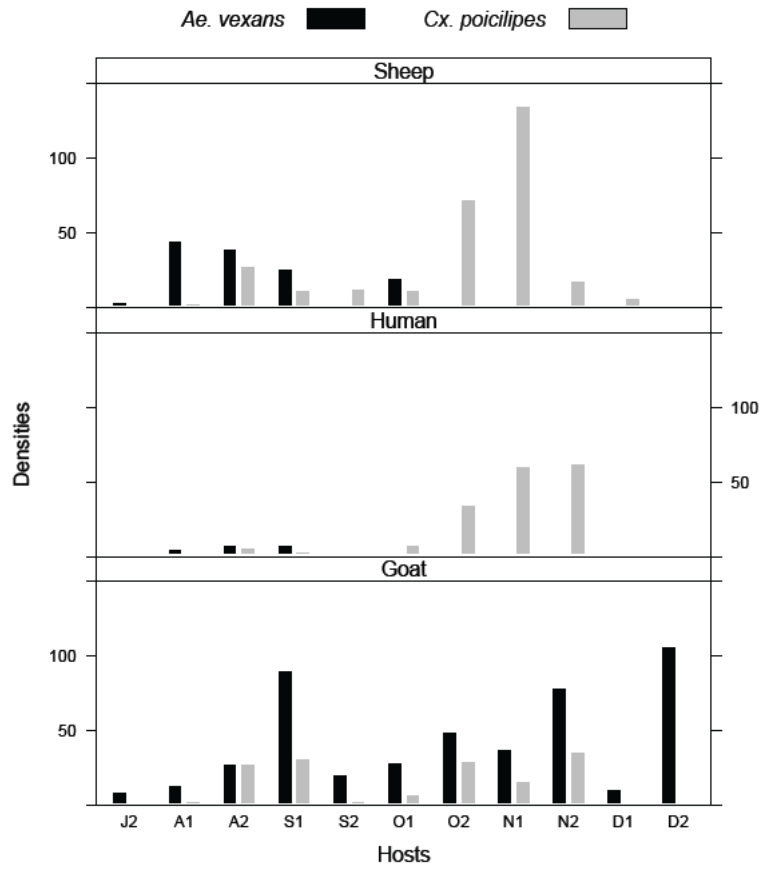 Ae. vexans Cx. poicilipes
Sheep
100
50
Human
100
50
Densities
Goat
100
50
J2 A1 A2 S1 S2 O1 O2 N1 N2 D1 D2
Hosts